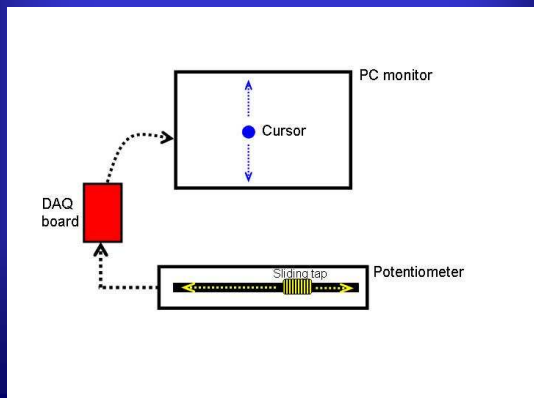 PC monitor
Cursor
DAQ
board
Sliding tap
Potentiometer